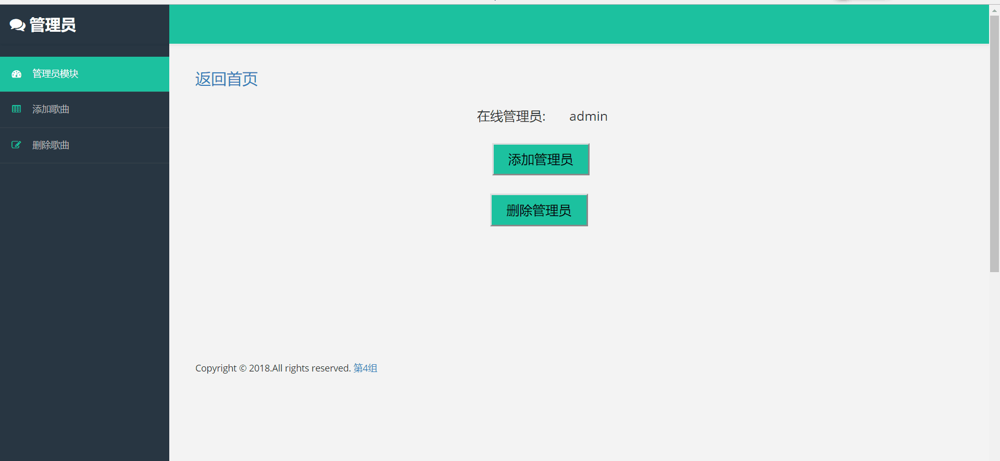 管理员
管理员模块
添加歌曲
删除歌曲
返回首页
在线管理员: admin
添加管理员
删除管理员
Copyright © 2018.All rights reserved. 第4组